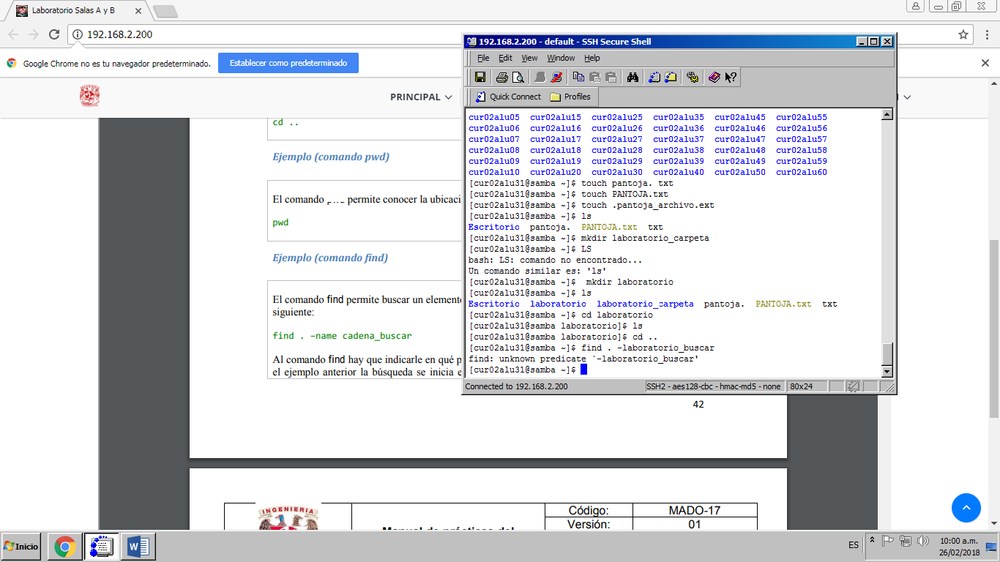 Laboratorio Salas A y B
192.168.2.200
Google Chrome no es tu navegador predeterminado.
Establecer como predeterminado
PRINCIPAL
cd ..
Ejemplo (comando pwd)
El comando permite conocer la ubicaci
pwd
Ejemplo (comando find)
El comando find permite buscar un elemento
siguiente:
find . -name cadena_buscar
Al comando find hay que indicarle en qué p
el ejemplo anterior la búsqueda se inicia e
42
INGENIERIA
Manual de prácticas del
Código: MADO-17
Versión: 01
192.168.2.200 - default - SSH Secure Shell
File Edit View Window Help
Quick Connect Profiles
cur02alu05 cur02alu15 cur02alu25 cur02alu35 cur02alu45 cur02alu55
cur02alu06 cur02alu16 cur02alu26 cur02alu36 cur02alu46 cur02alu56
cur02alu07 cur02alu17 cur02alu27 cur02alu37 cur02alu47 cur02alu57
cur02alu08 cur02alu18 cur02alu28 cur02alu38 cur02alu48 cur02alu58
cur02alu09 cur02alu19 cur02alu29 cur02alu39 cur02alu49 cur02alu59
cur02alu10 cur02alu20 cur02alu30 cur02alu40 cur02alu50 cur02alu60
[cur02alu31@samba ~]$ touch pantoja. txt
[cur02alu31@samba ~]$ touch PANTOJA.txt
[cur02alu31@samba ~]$ touch .pantoja_archivo.ext
[cur02alu31@samba ~]$ ls
Escritorio pantoja. PANTOJA.txt txt
[cur02alu31@samba ~]$ mkdir laboratorio_carpeta
[cur02alu31@samba ~]$ LS
bash: LS: comando no encontrado...
Un comando similar es: 'ls'
[cur02alu31@samba ~]$  mkdir laboratorio
[cur02alu31@samba ~]$ ls
Escritorio laboratorio laboratorio_carpeta pantoja. PANTOJA.txt txt
[cur02alu31@samba ~]$ cd laboratorio
[cur02alu31@samba laboratorio]$ ls
[cur02alu31@samba laboratorio]$ cd ..
[cur02alu31@samba ~]$ find . -laboratorio_buscar
find: unknown predicate `-laboratorio_buscar'
[cur02alu31@samba ~]$
Connected to 192.168.2.200 SSH2 - aes128-cbc - hmac-md5 - none 80x24
Inicio
ES
10:00 a.m.
26/02/2018